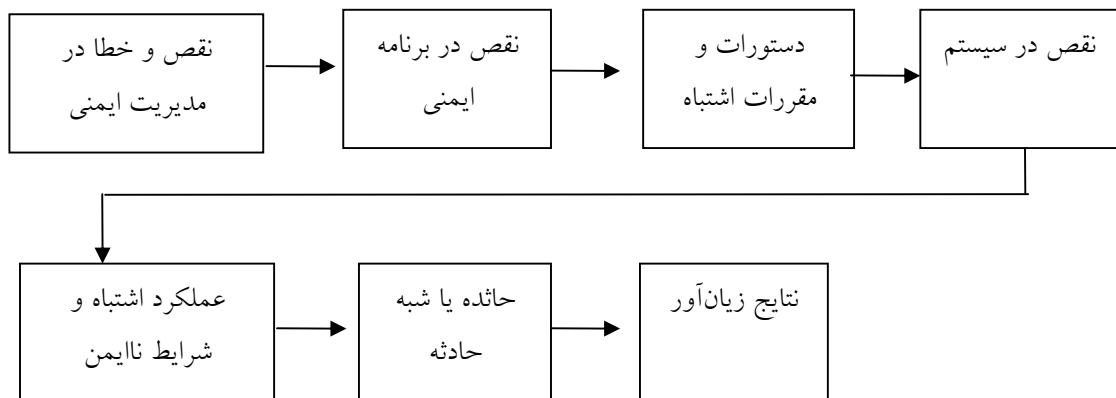 نقص و خطا در
مدیریت ایمنی
نقص در برنامه
ایمنی
دستورات و
مقررات اشتباه
نقص در سیستم
عملکرد اشتباه و
شرایط ناایمن
حاثده یا شبه
حادثه
نتایج زیان‌آور